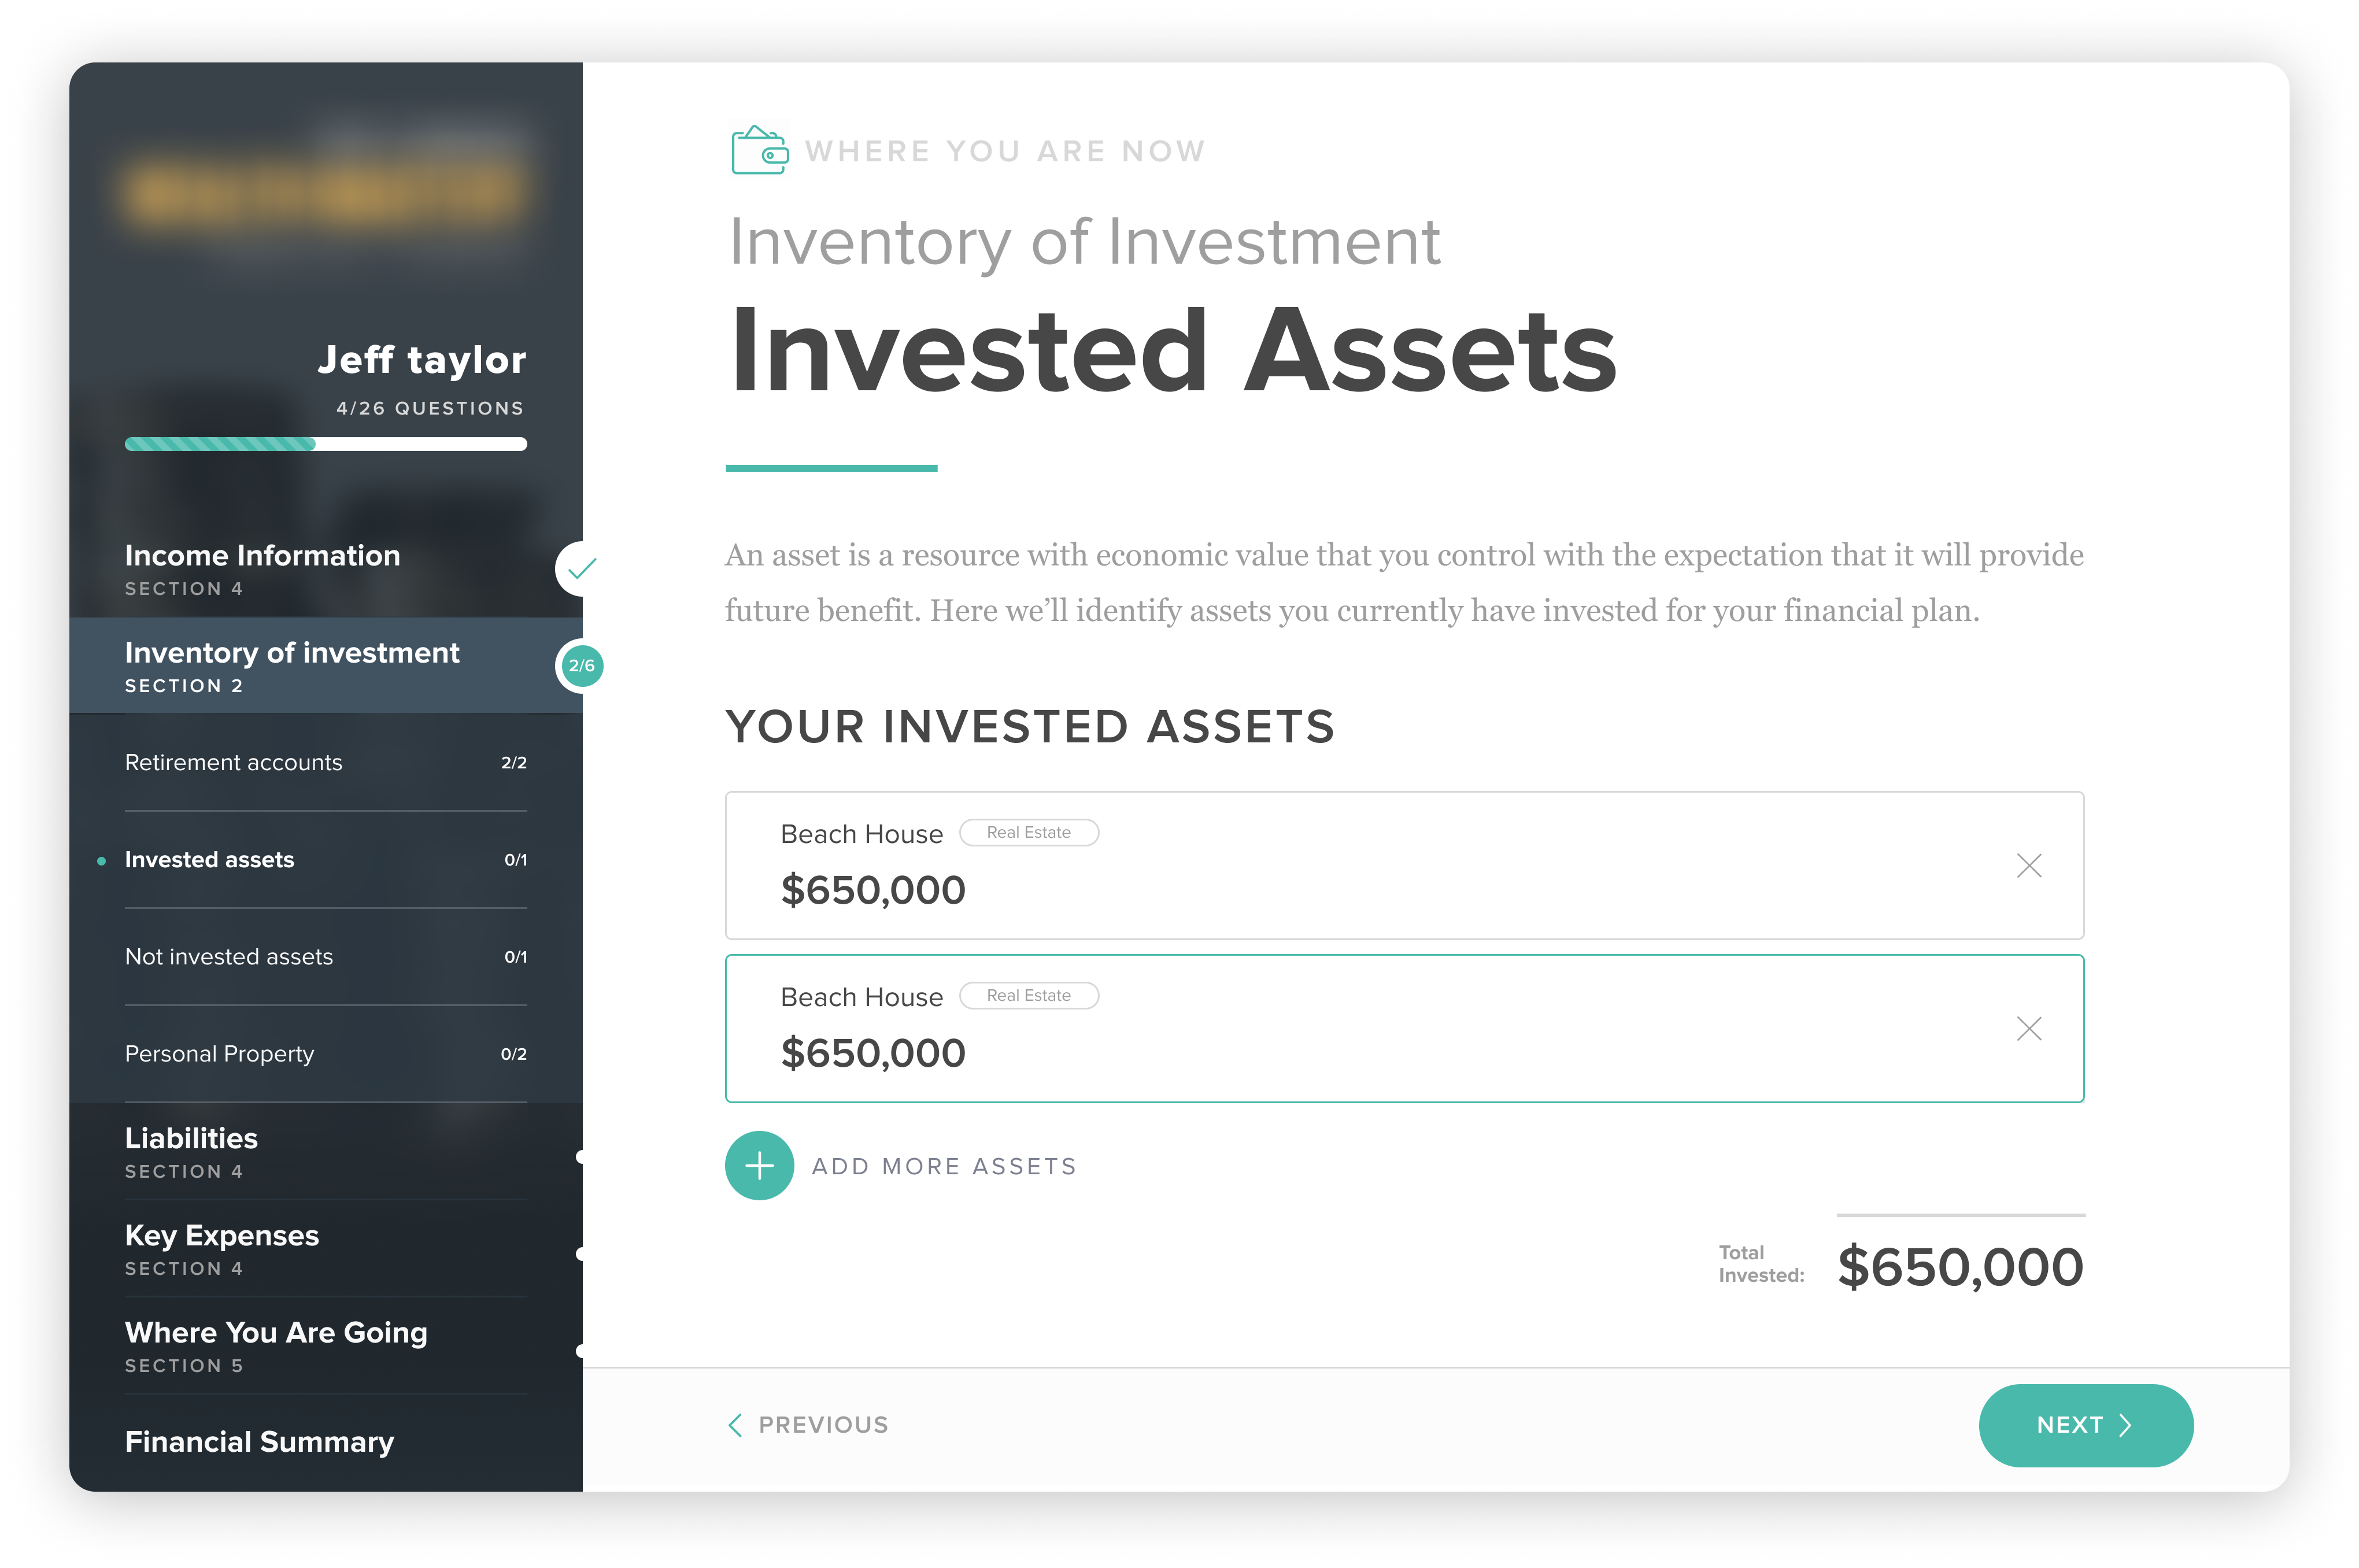 Jeff taylor
4/26 QUESTIONS
Income Information
SECTION 4
Inventory of investment
SECTION 2
2/6
Retirement accounts 2/2
Invested assets 0/1
Not invested assets 0/1
Personal Property 0/2
Liabilities
SECTION 4
Key Expenses
SECTION 4
Where You Are Going
SECTION 5
Financial Summary
WHERE YOU ARE NOW
Inventory of Investment
Invested Assets
An asset is a resource with economic value that you control with the expectation that it will provide
future benefit. Here we’ll identify assets you currently have invested for your financial plan.
YOUR INVESTED ASSETS
Beach House Real Estate
$650,000
Beach House Real Estate
$650,000
ADD MORE ASSETS
Total
Invested:
$650,000
PREVIOUS
NEXT